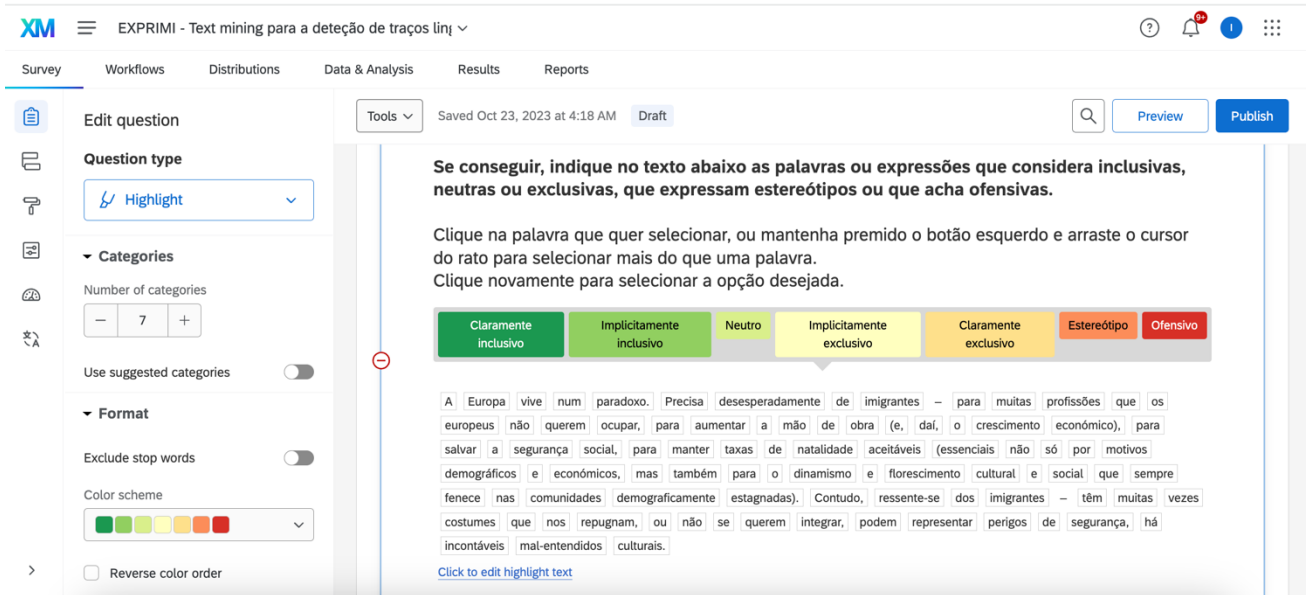 XM EXPRIMI - Text mining para a deteção de traços ling 9+ I
Survey Workflows Distributions Data & Analysis Results Reports
Edit question
Question type
Highlight
Categories
Number of categories
7
Use suggested categories
Format
Exclude stop words
Color scheme
Reverse color order
Tools Saved Oct 23, 2023 at 4:18 AM Draft Preview Publish
Se conseguir, indique no texto abaixo as palavras ou expressões que considera inclusivas,
neutras ou exclusivas, que expressam estereótipos ou que acha ofensivas.
Clique na palavra que quer selecionar, ou mantenha premido o botão esquerdo e arraste o cursor
do rato para selecionar mais do que uma palavra.
Clique novamente para selecionar a opção desejada.
Claramente inclusivo
Implicitamente inclusivo
Neutro
Implicitamente exclusivo
Claramente exclusivo
Estereótipo
Ofensivo
A Europa vive num paradoxo. Precisa desesperadamente de imigrantes – para muitas profissões que os
europeus não querem ocupar, para aumentar a mão de obra (e, daí, o crescimento económico), para
salvar a segurança social, para manter taxas de natalidade aceitáveis (essenciais não só por motivos
demográficos e económicos, mas também para o dinamismo e florescimento cultural e social que sempre
fenece nas comunidades demograficamente estagnadas). Contudo, ressente-se dos imigrantes – têm muitas vezes
costumes que nos repugnam, ou não se querem integrar, podem representar perigos de segurança, há
incontáveis mal-entendidos culturais.
Click to edit highlight text